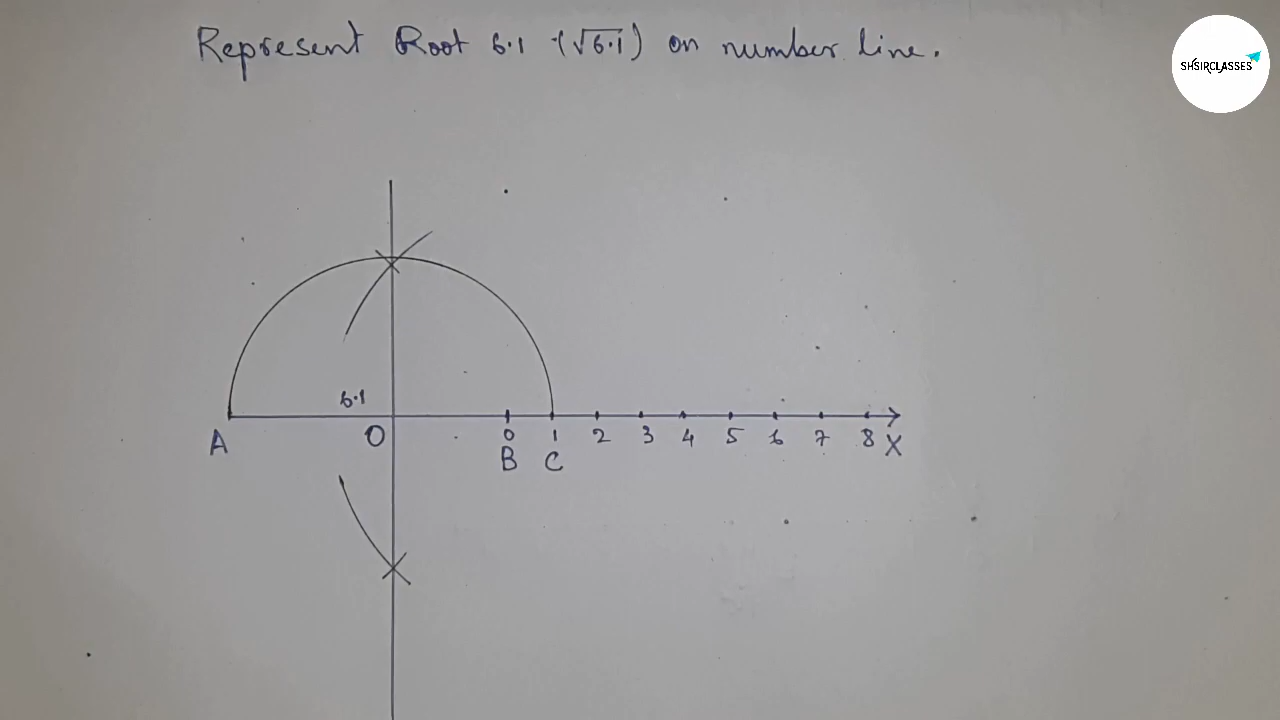 Represent Root 6.1 (√6.1) on number line.
SHSIRCLASSES
6.1
A O 0 1 2 3 4 5 6 7 8 X
B C